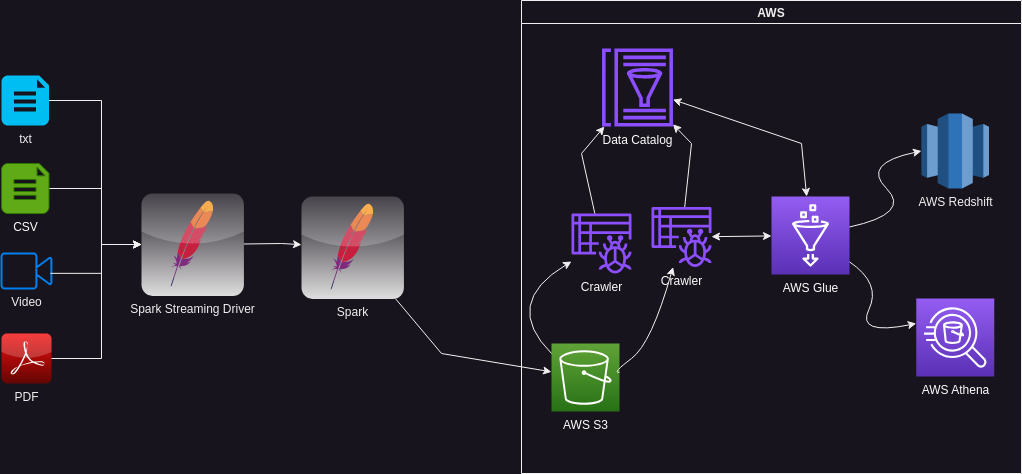 AWS
txt
CSV
Video
PDF
Spark Streaming Driver
Spark
Data Catalog
Crawler
Crawler
AWS S3
AWS Glue
AWS Redshift
AWS Athena